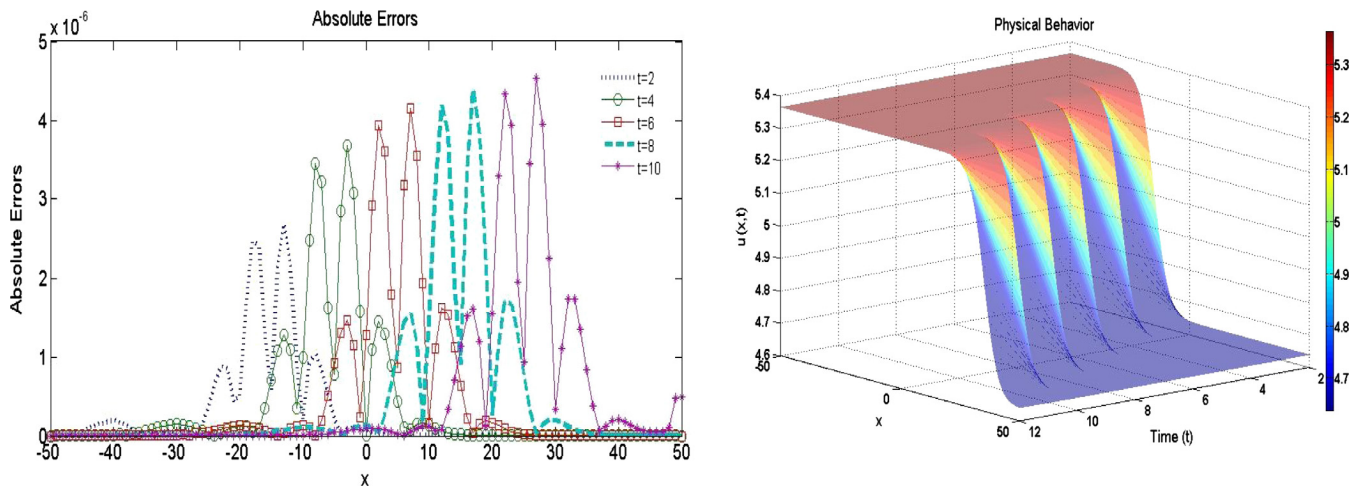 Absolute Errors
× 10⁻⁶
5
4
3
2
1
0
-50 -40 -30 -20 -10 0 10 20 30 40 50
x
Absolute Errors
t=2
t=4
t=6
t=8
t=10
Physical Behavior
5.4
5.3
5.2
5.1
5
4.9
4.8
4.7
4.6
u(x,t)
-50
0
50
x
12
10
8
6
4
2
Time (t)
5.3
5.2
5.1
5
4.9
4.8
4.7